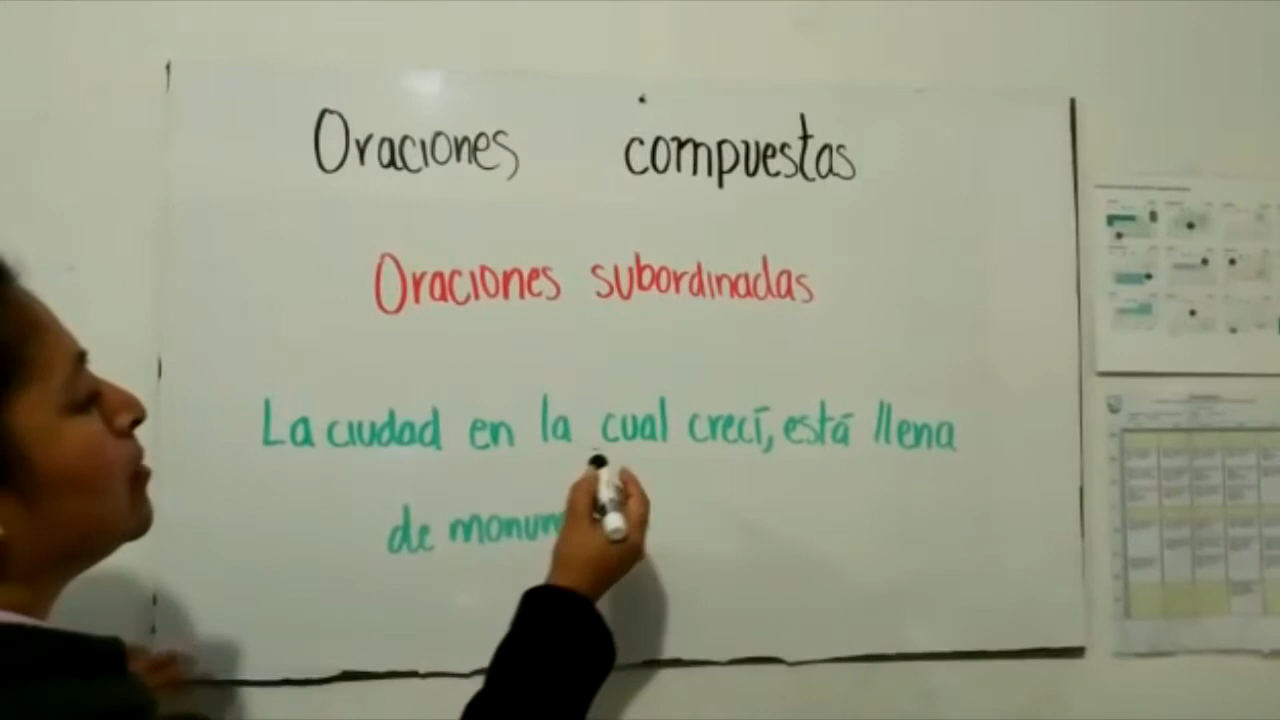 Oraciones compuestas
Oraciones subordinadas
La ciudad en la cual crecí, está llena
de